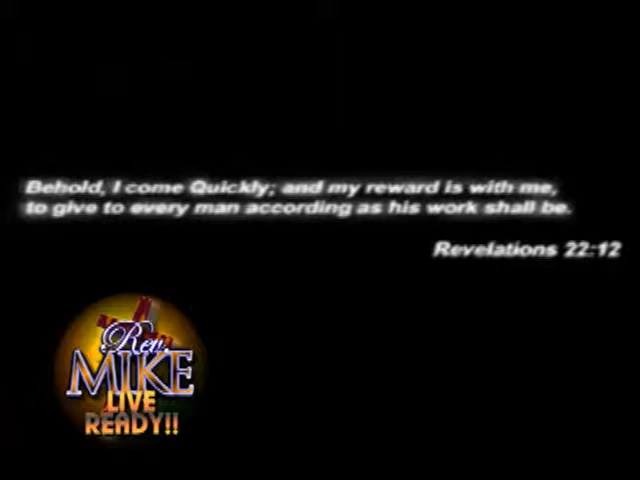 Behold, I come Quickly; and my reward is with me,
to give to every man according as his work shall be.
Revelations 22:12
Rev.
MIKE
LIVE
READY!!